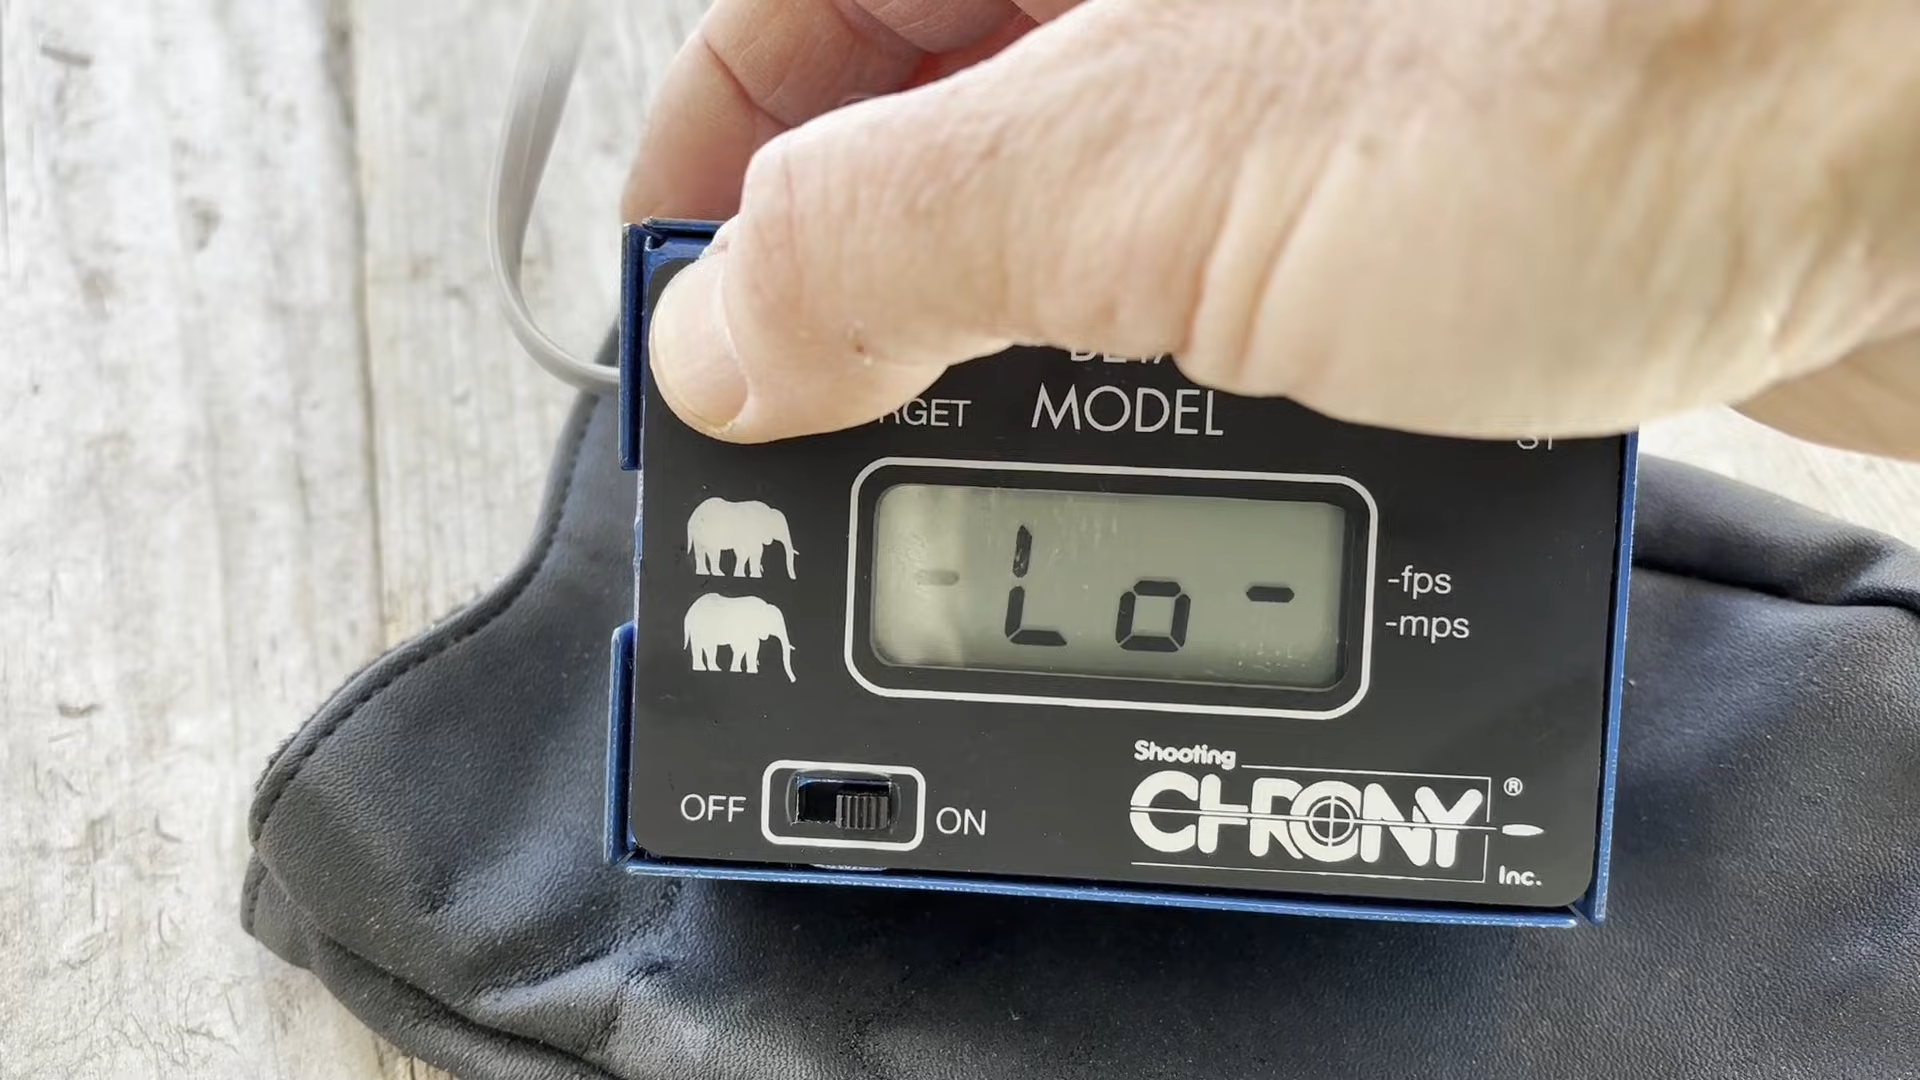 MODEL
-Lo-
-fps
-mps
OFF
ON
Shooting
CHRONY ®
Inc.